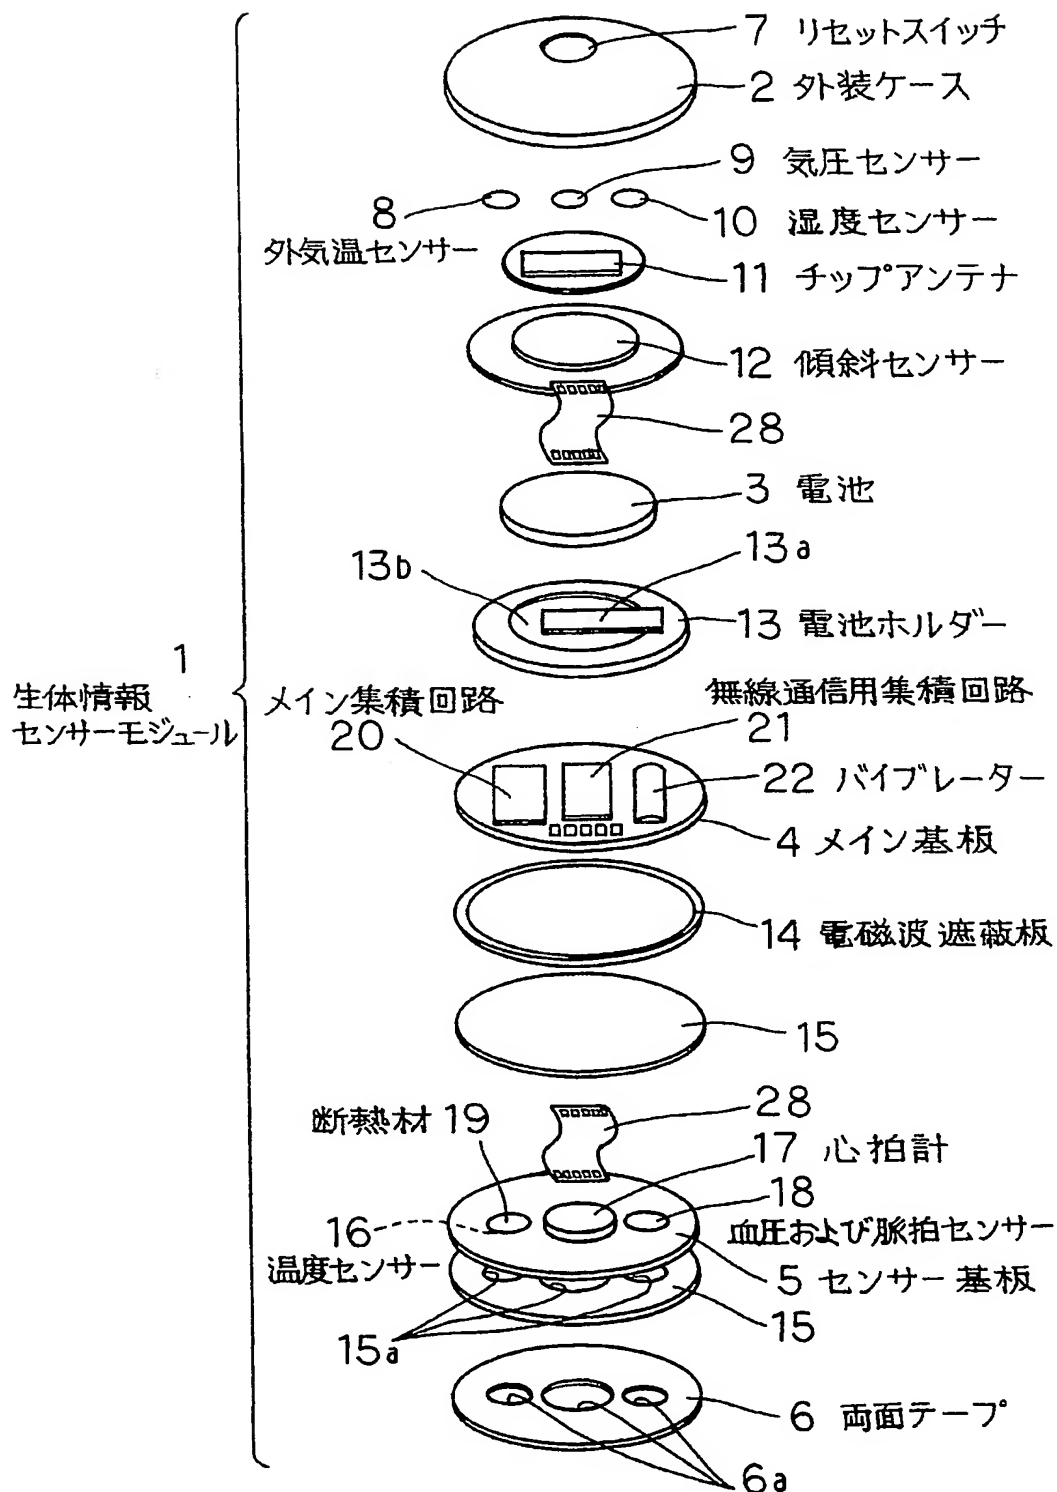 7 リセットスイッチ
2 外装ケース
9 気圧センサー
8
外気温センサー
10 湿度センサー
11 チップアンテナ
12 傾斜センサー
28
3 電池
13a
13b
13 電池ホルダー
1
生体情報
センサーモジュール
メイン集積回路
20
無線通信用集積回路
21
22 バイブレーター
4 メイン基板
14 電磁波遮蔽板
15
28
断熱材 19
17 心拍計
18
血圧および脈拍センサー
16
温度センサー
5 センサー基板
15
15a
6 両面テープ
6a